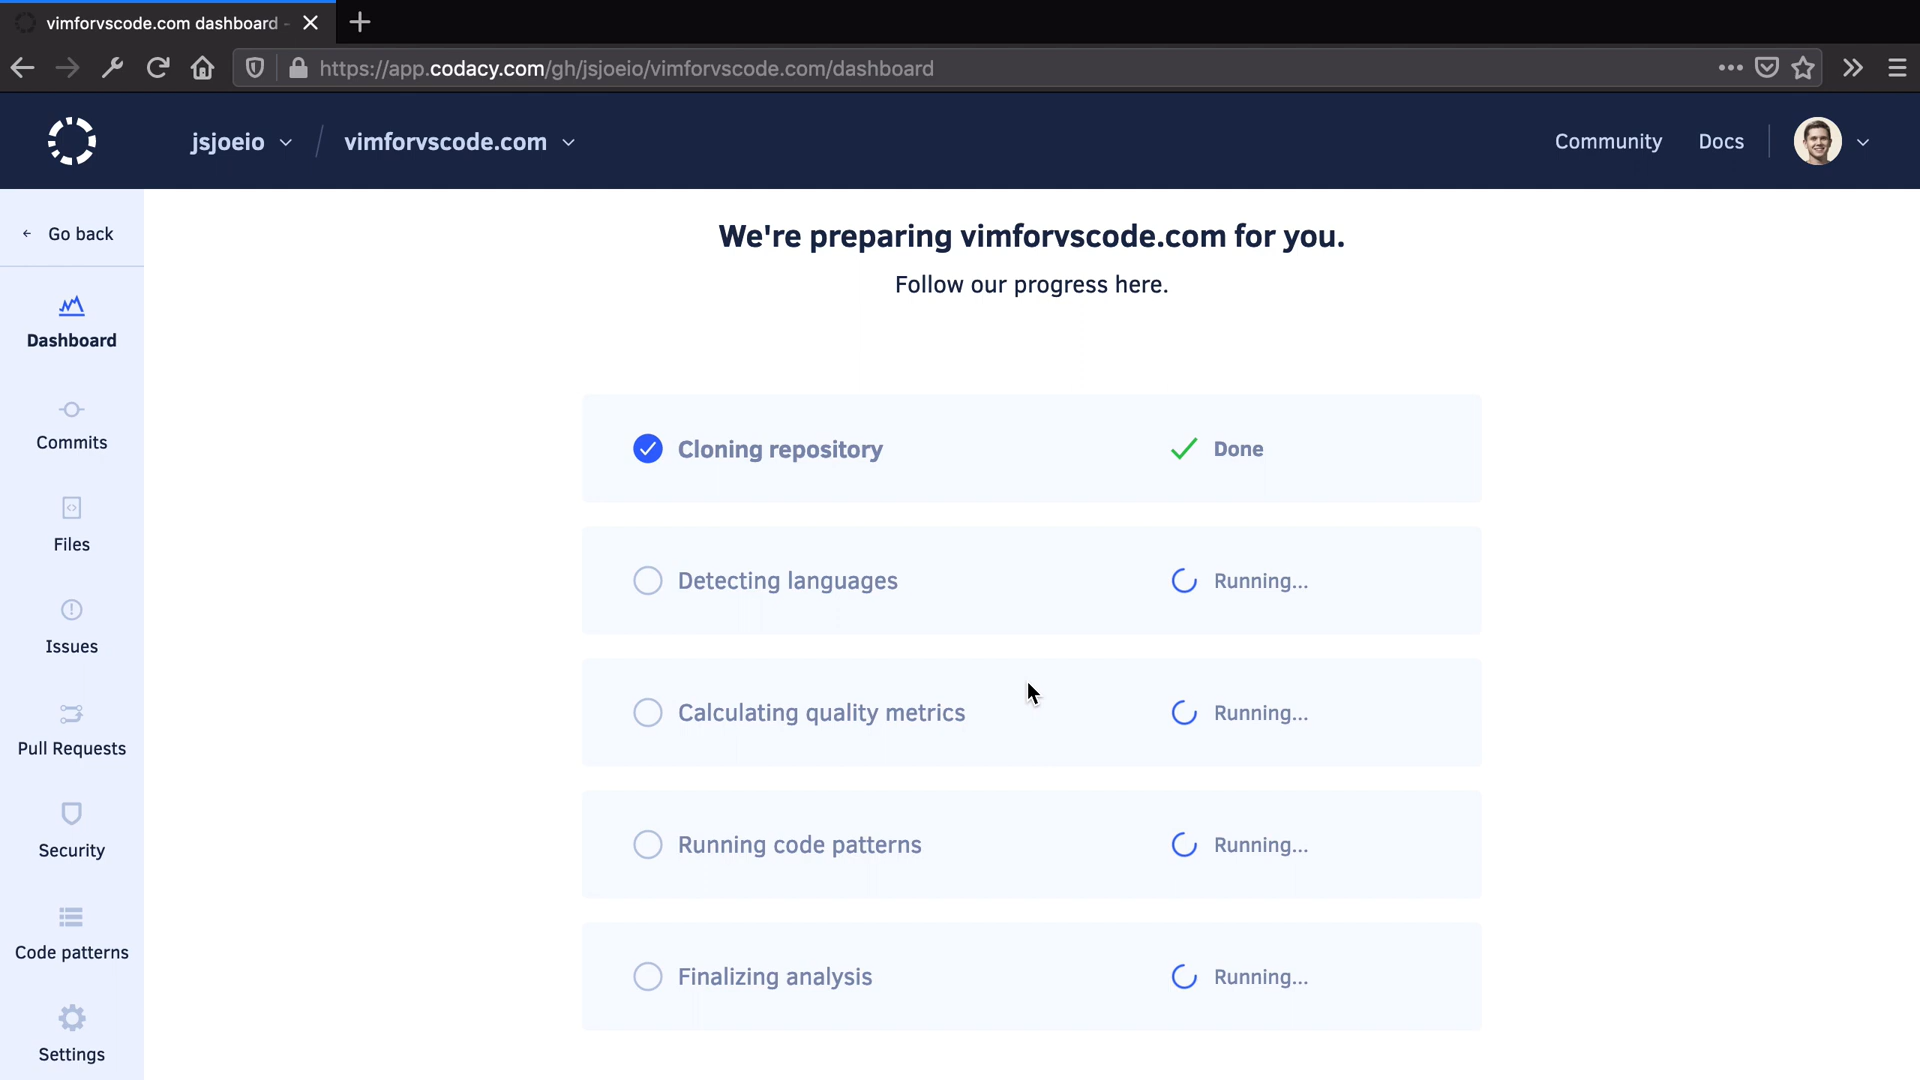 vimforvscode.com dashboard -
https://app.codacy.com/gh/jsjoeio/vimforvscode.com/dashboard
jsjoeio / vimforvscode.com
Community Docs
Go back
We're preparing vimforvscode.com for you.
Follow our progress here.
Dashboard
Commits
Files
Issues
Pull Requests
Security
Code patterns
Settings
Cloning repository Done
Detecting languages Running...
Calculating quality metrics Running...
Running code patterns Running...
Finalizing analysis Running...